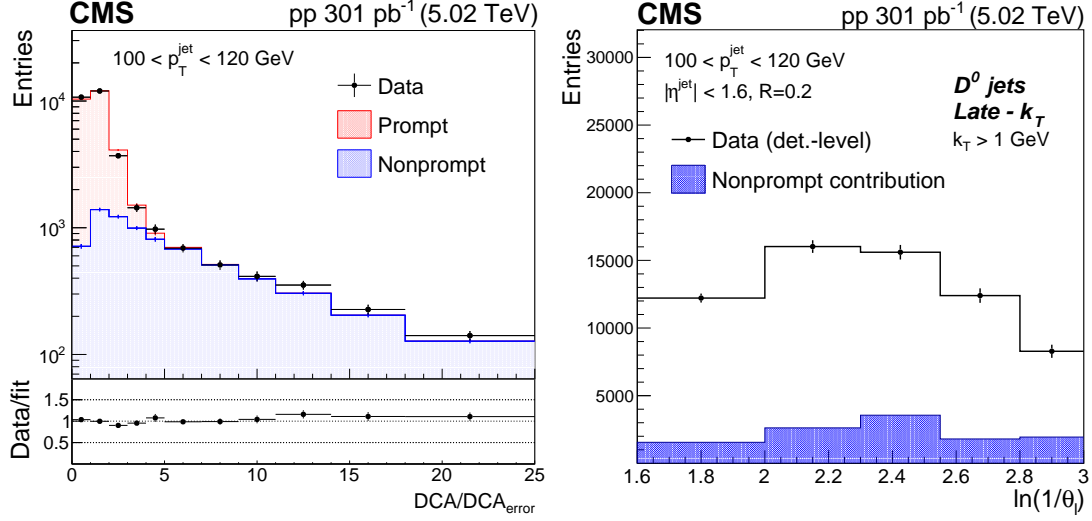 CMS
pp 301 pb⁻¹ (5.02 TeV)
Entries
10⁴
10³
10²
100 < p_T^jet < 120 GeV
Data
Prompt
Nonprompt
Data/fit
1.5
1
0.5
0 5 10 15 20 25
DCA/DCA_error
CMS
pp 301 pb⁻¹ (5.02 TeV)
Entries
30000
25000
20000
15000
10000
5000
100 < p_T^jet < 120 GeV
|η^jet| < 1.6, R=0.2
D⁰ jets
Late - k_T
k_T > 1 GeV
Data (det.-level)
Nonprompt contribution
1.6 1.8 2 2.2 2.4 2.6 2.8 3
ln(1/θ_l)